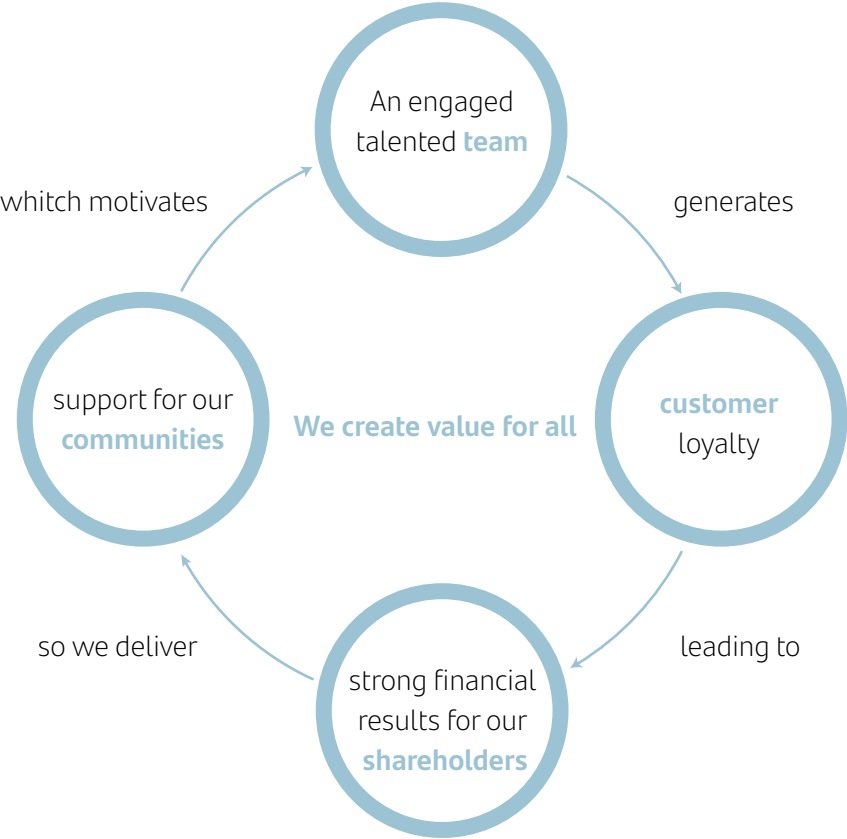 An engaged
talented team
generates
customer
loyalty
leading to
strong financial
results for our
shareholders
so we deliver
support for our
communities
whitch motivates
We create value for all